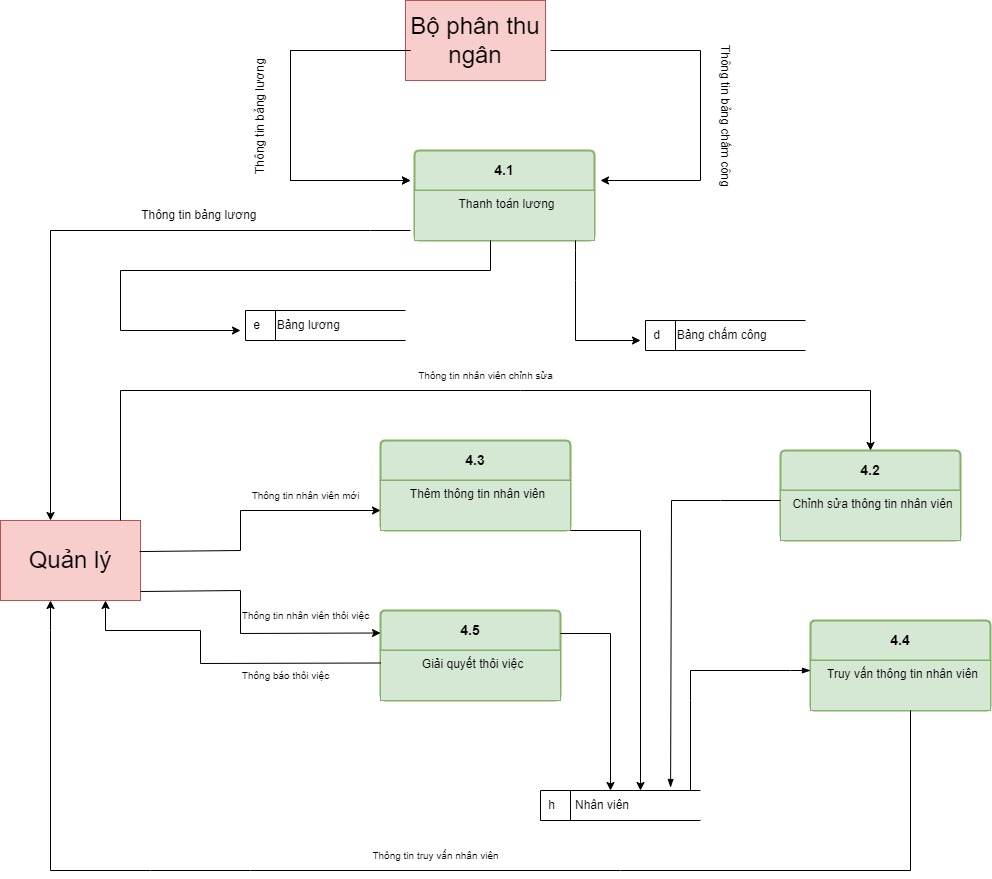 Bộ phân thu
ngân
Thông tin bảng lương
Thông tin bảng chấm công
4.1
Thanh toán lương
Thông tin bảng lương
e
Bảng lương
d
Bảng chấm công
Thông tin nhân viên chỉnh sửa
4.3
Thêm thông tin nhân viên
4.2
Chỉnh sửa thông tin nhân viên
Thông tin nhân viên mới
Quản lý
Thông tin nhân viên thôi việc
4.5
Giải quyết thôi việc
Thông báo thôi việc
4.4
Truy vấn thông tin nhân viên
h
Nhân viên
Thông tin truy vấn nhân viên